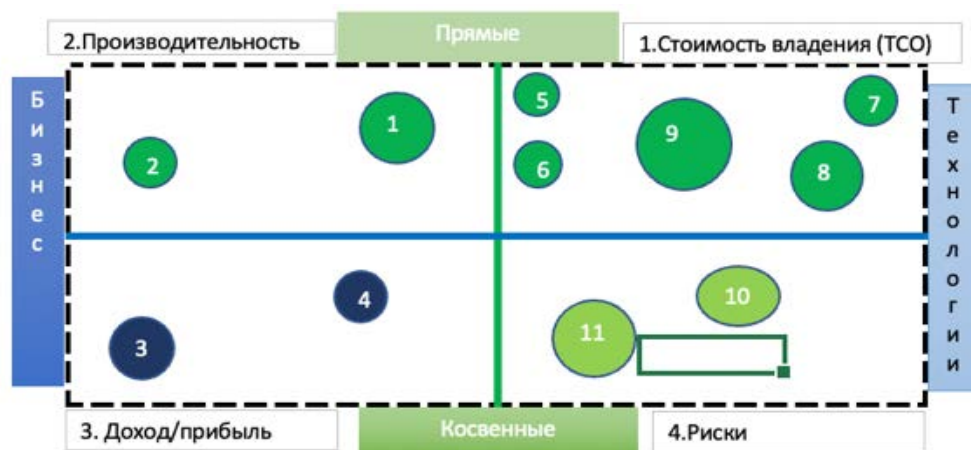 2.Производительность
Прямые
1.Стоимость владения (ТСО)
Бизнес
Технологии
1
2
5
6
9
7
8
3
4
11
10
3. Доход/прибыль
Косвенные
4.Риски